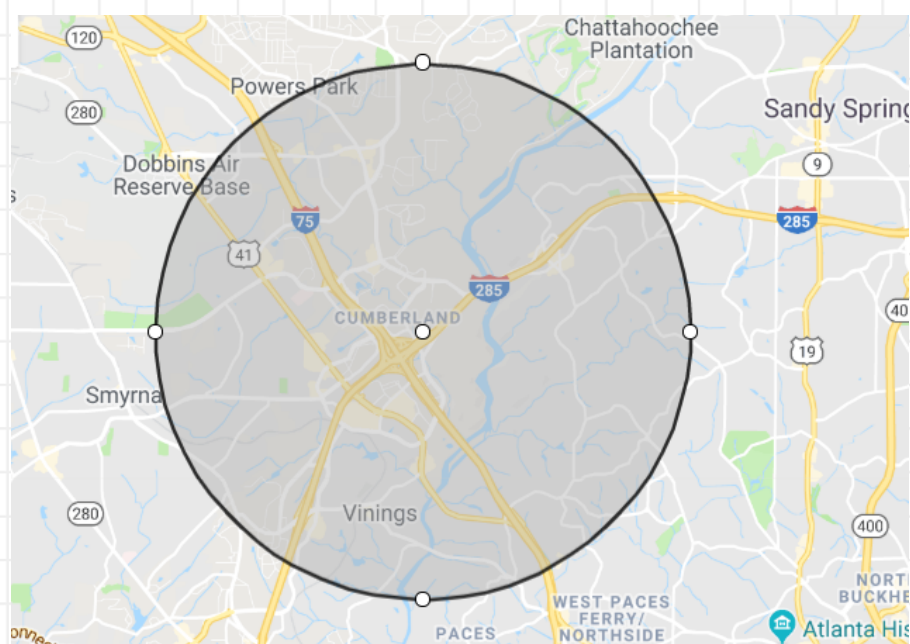 120
Chattahoochee
Plantation
Powers Park
280
Sandy Spring
Dobbins Air
Reserve Base
9
75
285
41
285
CUMBERLAND
40
19
Smyrna
Vinings
280
400
NORT
BUCKHE
WEST PACES
FERRY/
NORTHSIDE
PACES
Atlanta His
onnec